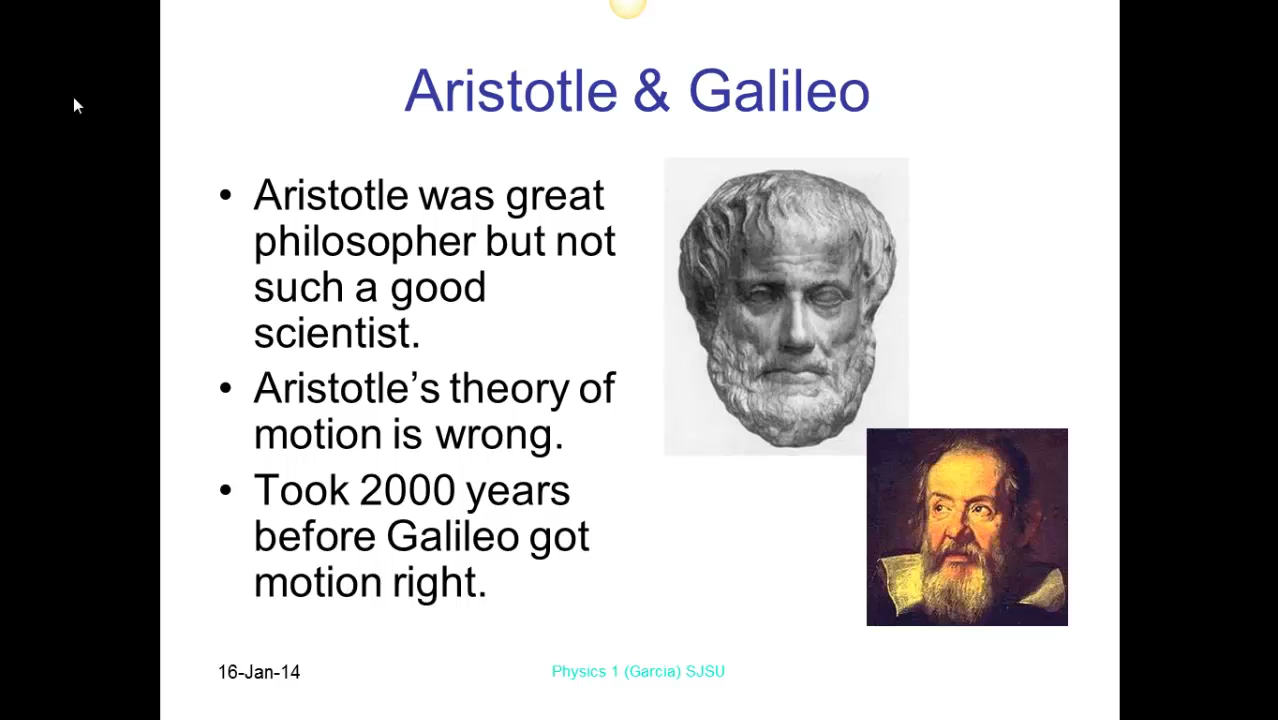 Aristotle & Galileo
• Aristotle was great
philosopher but not
such a good
scientist.
• Aristotle’s theory of
motion is wrong.
• Took 2000 years
before Galileo got
motion right.
16-Jan-14
Physics 1 (Garcia) SJSU